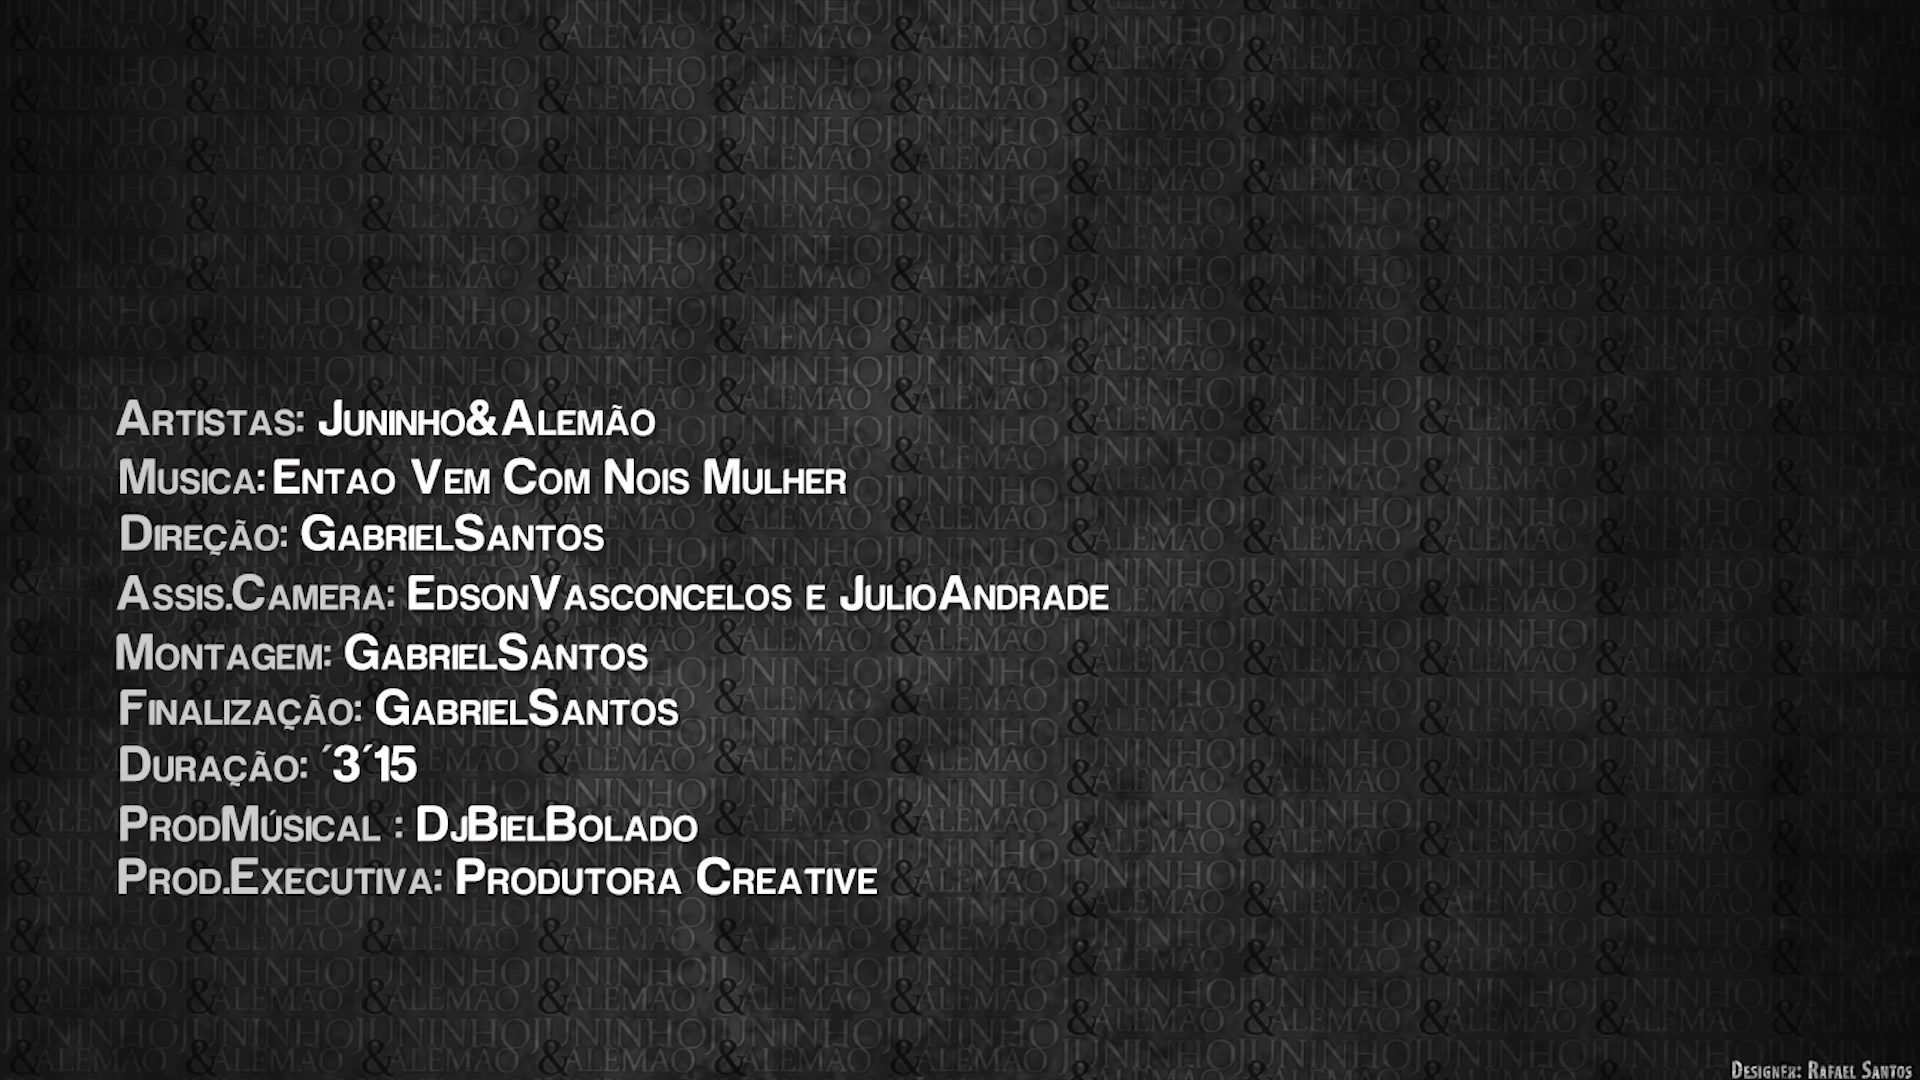 Artistas: Juninho&Alemão
Musica: Entao Vem Com Nois Mulher
Direção: GabrielSantos
Assis.Camera: EdsonVasconcelos e JulioAndrade
Montagem: GabrielSantos
Finalização: GabrielSantos
Duração: ´3´15
ProdMúsical : DjBielBolado
Prod.Executiva: Produtora Creative
Designer: Rafael Santos